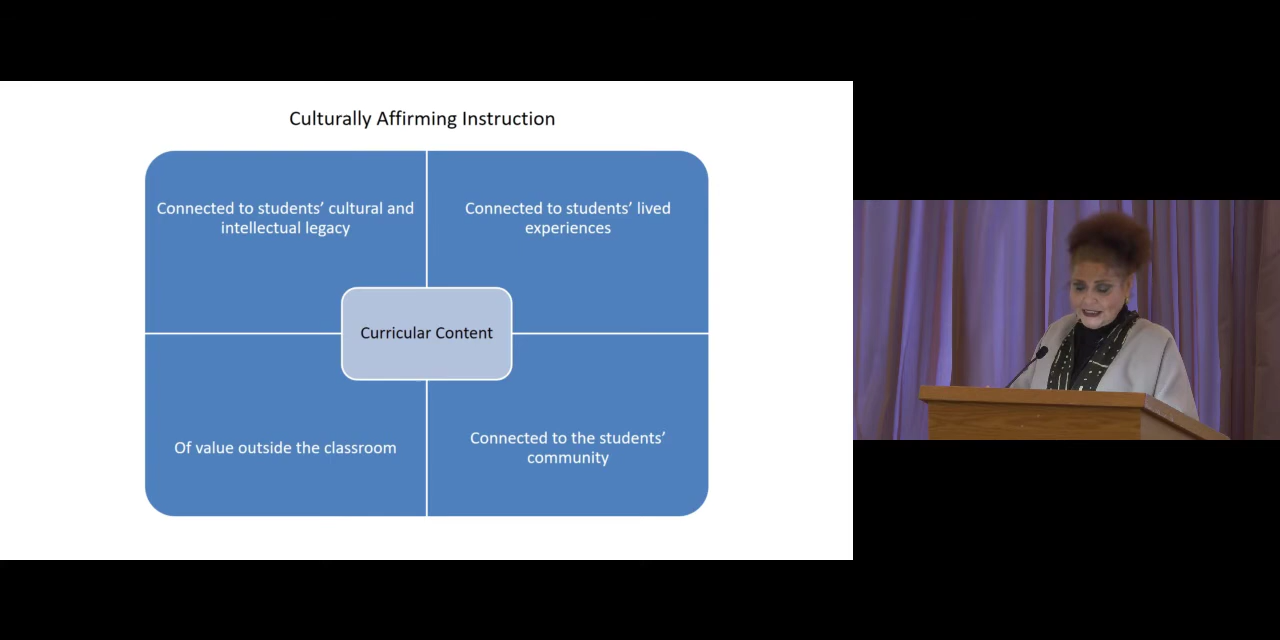 Culturally Affirming Instruction
Connected to students’ cultural and
intellectual legacy
Connected to students’ lived
experiences
Curricular Content
Of value outside the classroom
Connected to the students’
community